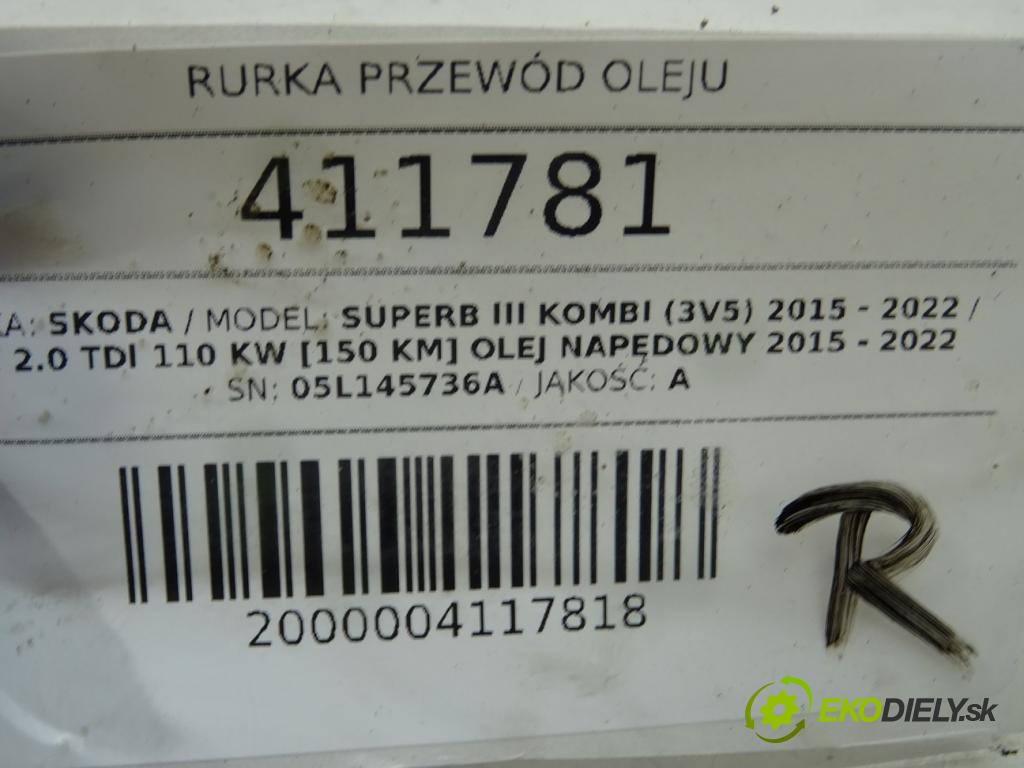 RURKA PRZEWÓD OLEJU
411781
KA: SKODA / MODEL: SUPERB III KOMBI (3V5) 2015 - 2022 /
2.0 TDI 110 KW [150 KM] OLEJ NAPĘDOWY 2015 - 2022
SN: 05L145736A / JAKOŚĆ: A
2000004117818
R
EKODIELY.sk